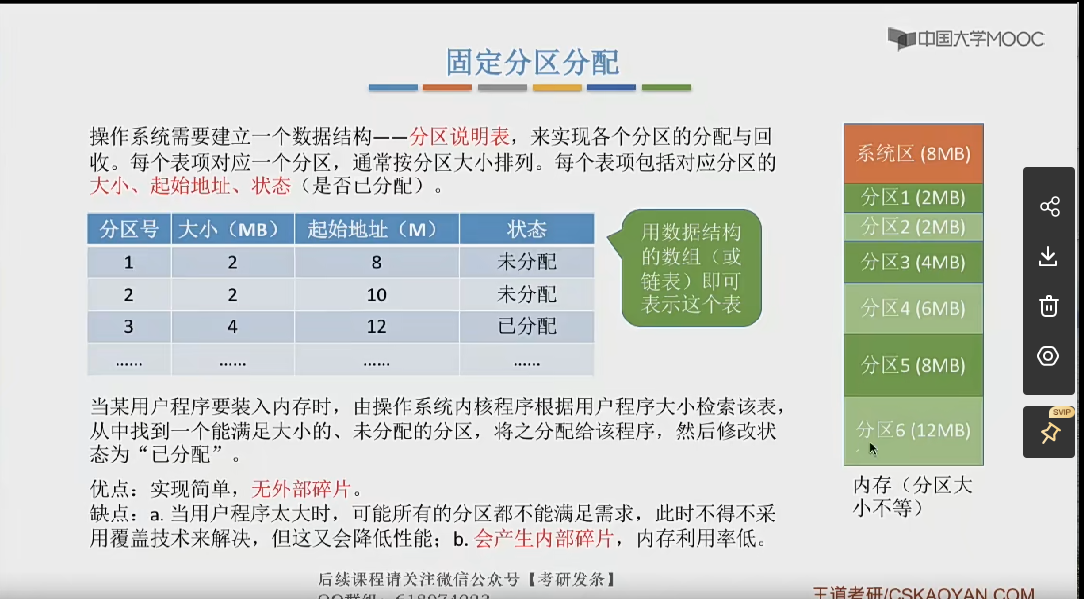 中国大学MOOC
固定分区分配
操作系统需要建立一个数据结构——分区说明表，来实现各个分区的分配与回
收。每个表项对应一个分区，通常按分区大小排列。每个表项包括对应分区的
大小、起始地址、状态（是否已分配）。
分区号 大小（MB） 起始地址（M） 状态
1 2 8 未分配
2 2 10 未分配
3 4 12 已分配
...... ...... ...... ......
用数据结构
的数组（或
链表）即可
表示这个表
当某用户程序要装入内存时，由操作系统内核程序根据用户程序大小检索该表，
从中找到一个能满足大小的、未分配的分区，将之分配给该程序，然后修改状
态为“已分配”。
优点：实现简单，无外部碎片。
缺点：a. 当用户程序太大时，可能所有的分区都不能满足需求，此时不得不采
用覆盖技术来解决，但这又会降低性能；b. 会产生内部碎片，内存利用率低。
系统区 (8MB)
分区1 (2MB)
分区2 (2MB)
分区3 (4MB)
分区4 (6MB)
分区5 (8MB)
分区6 (12MB)
内存（分区大
小不等）
SVIP
后续课程请关注微信公众号【考研发条】
王道考研/CSKAOYAN.COM